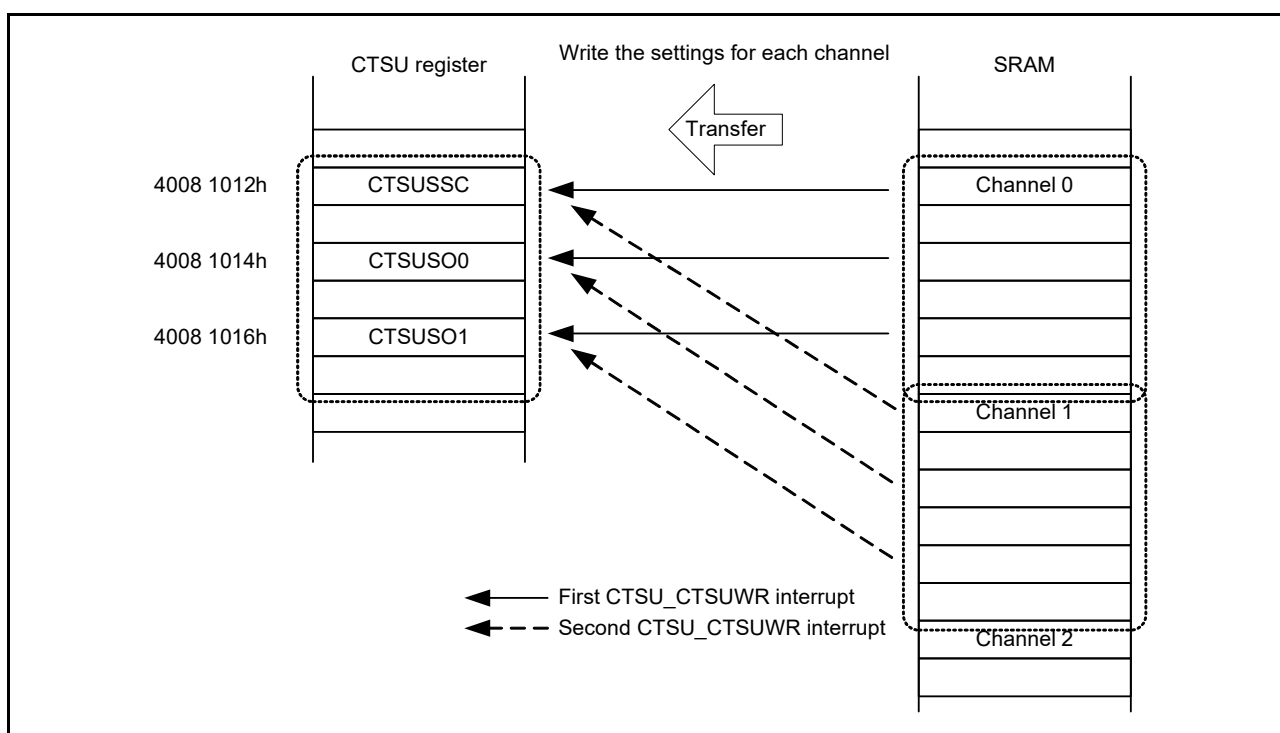 Write the settings for each channel
CTSU register
SRAM
Transfer
4008 1012h
CTSUSSC
Channel 0
4008 1014h
CTSUSO0
4008 1016h
CTSUSO1
Channel 1
First CTSU_CTSUWR interrupt
Second CTSU_CTSUWR interrupt
Channel 2